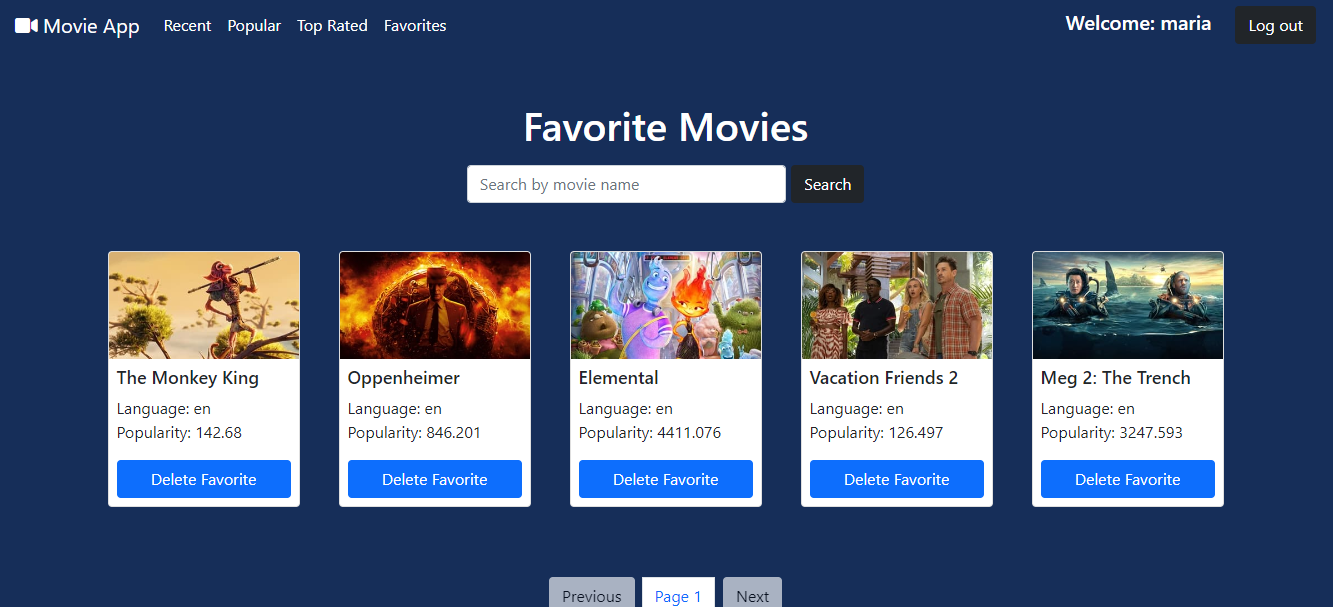 Movie App Recent Popular Top Rated Favorites Welcome: maria Log out
Favorite Movies
Search by movie name Search
The Monkey King
Language: en
Popularity: 142.68
Delete Favorite
Oppenheimer
Language: en
Popularity: 846.201
Delete Favorite
Elemental
Language: en
Popularity: 4411.076
Delete Favorite
Vacation Friends 2
Language: en
Popularity: 126.497
Delete Favorite
Meg 2: The Trench
Language: en
Popularity: 3247.593
Delete Favorite
Previous Page 1 Next